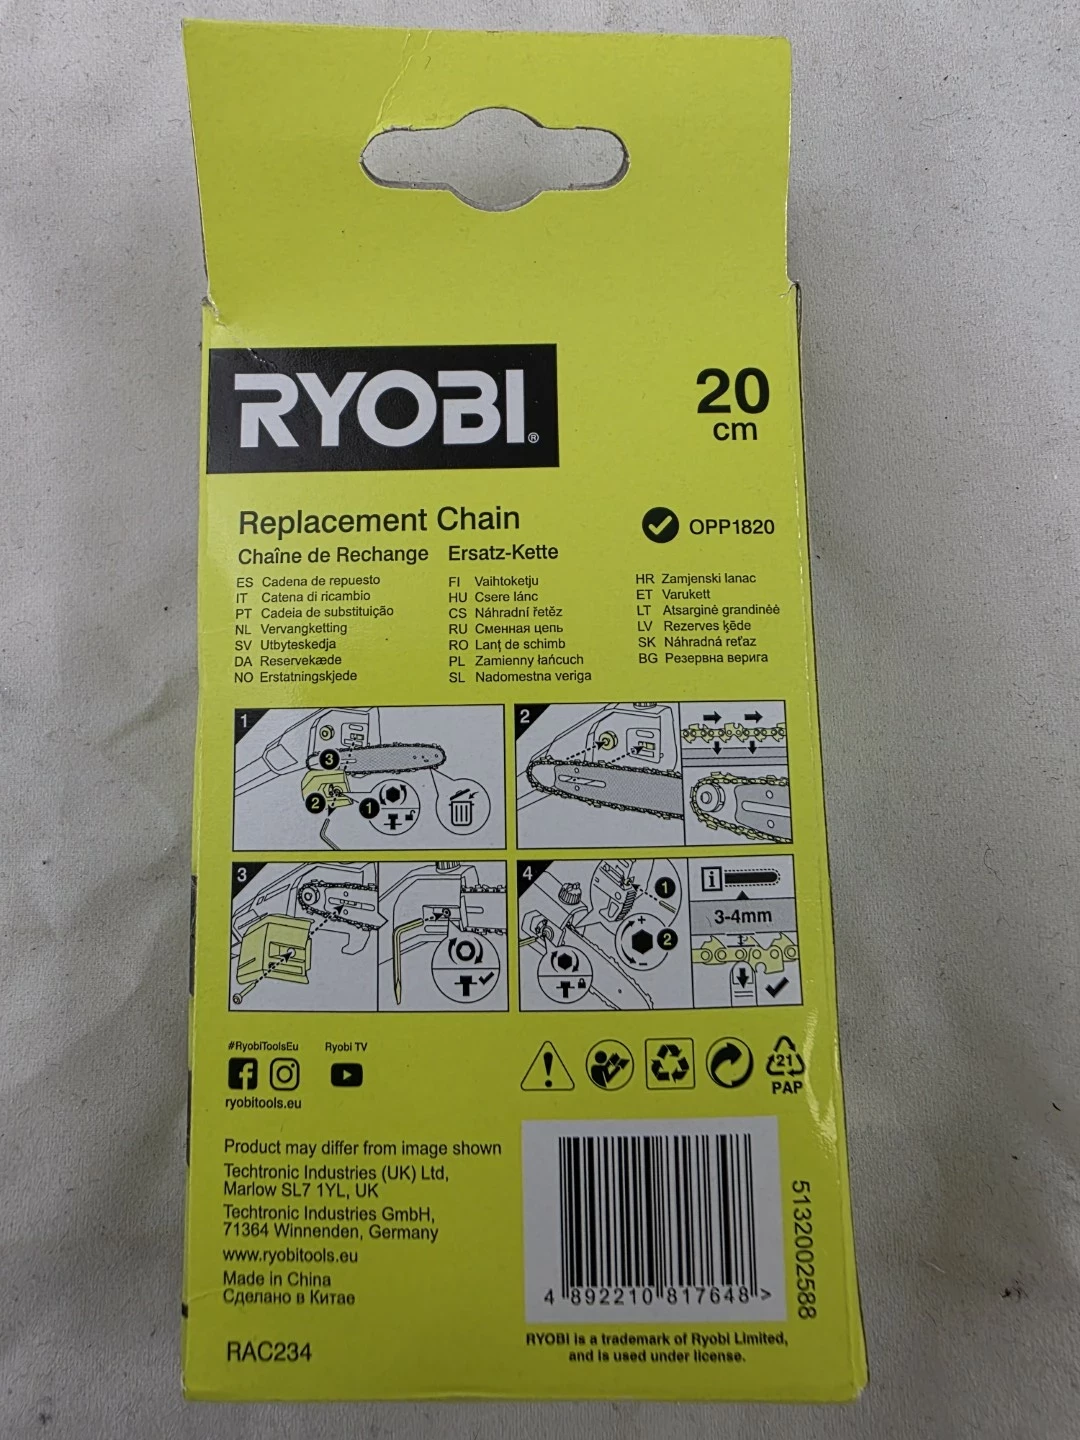 RYOBI®
20
cm
Replacement Chain
OPP1820
Chaîne de Rechange Ersatz-Kette
ES Cadena de repuesto
IT Catena di ricambio
PT Cadeia de substituição
NL Vervangketting
SV Utbyteskedja
DA Reservekæde
NO Erstatningskjede
FI Vaihtoketju
HU Csere lánc
CS Náhradní řetěz
RU Сменная цепь
RO Lanț de schimb
PL Zamienny łańcuch
SL Nadomestna veriga
HR Zamjenski lanac
ET Varukett
LT Atsarginė grandinėė
LV Rezerves ķēde
SK Náhradná reťaz
BG Резервна верига
1
3
2
1
2
3
4
1
2
3-4mm
#RyobiToolsEu
Ryobi TV
ryobitools.eu
21
PAP
Product may differ from image shown
Techtronic Industries (UK) Ltd,
Marlow SL7 1YL, UK
Techtronic Industries GmbH,
71364 Winnenden, Germany
www.ryobitools.eu
Made in China
Сделано в Китае
RAC234
4 892210 817648 >
5132002588
RYOBI is a trademark of Ryobi Limited,
and is used under license.